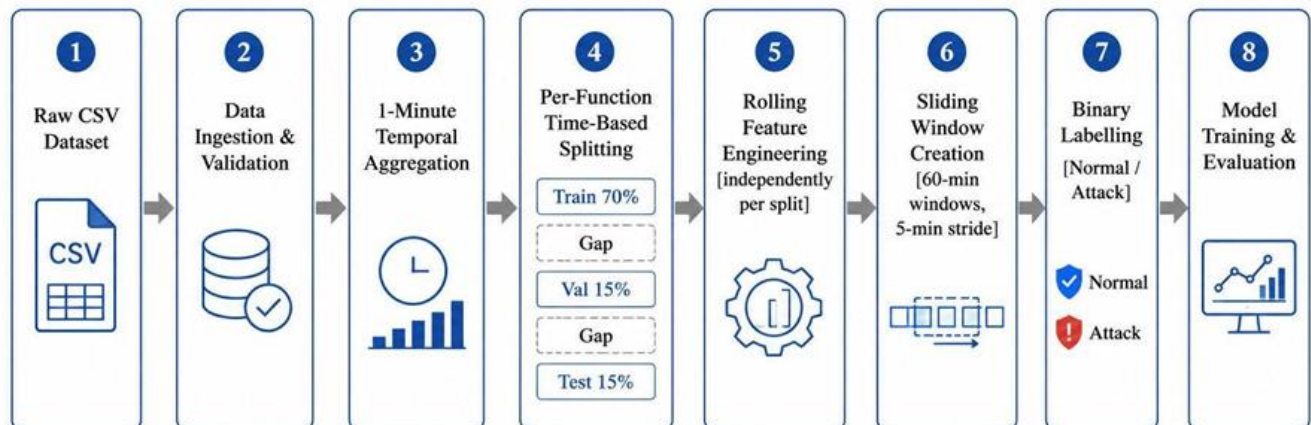 1
Raw CSV
Dataset
CSV
2
Data
Ingestion &
Validation
3
1-Minute
Temporal
Aggregation
4
Per-Function
Time-Based
Splitting
Train 70%
Gap
Val 15%
Gap
Test 15%
5
Rolling
Feature
Engineering
[independently
per split]
6
Sliding
Window
Creation
[60-min
windows,
5-min stride]
7
Binary
Labelling
[Normal /
Attack]
Normal
Attack
8
Model
Training &
Evaluation